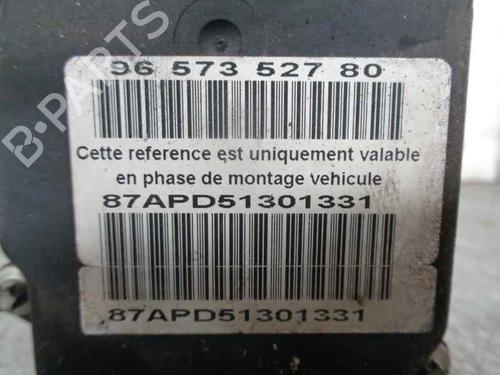 96 573 527 80
Cette reference est uniquement valable
en phase de montage vehicule
87APD51301331
87APD51301331
B-PARTS